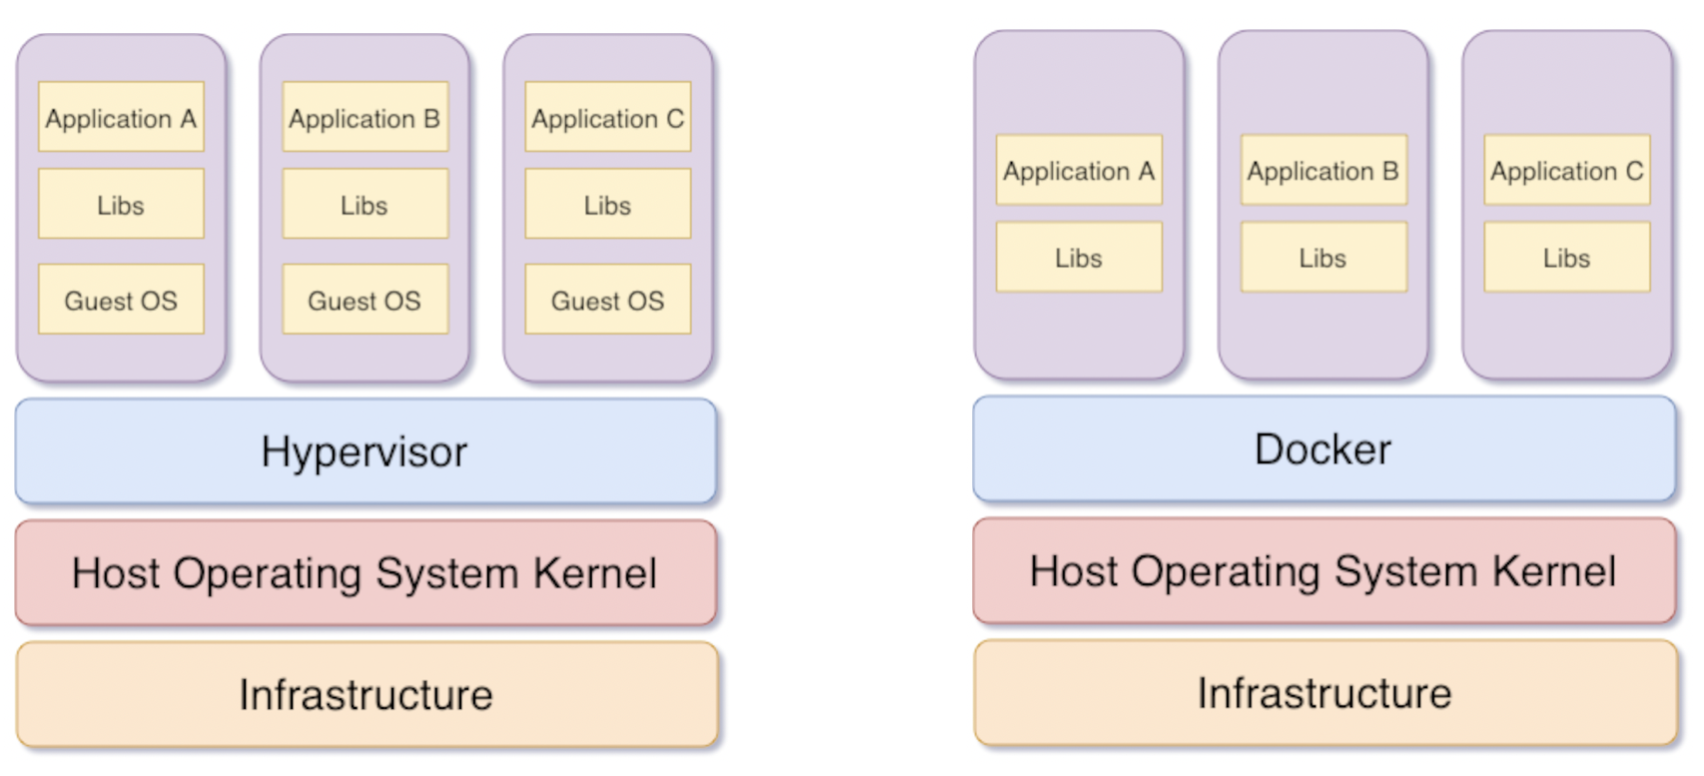 Application A
Libs
Guest OS
Application B
Libs
Guest OS
Application C
Libs
Guest OS
Hypervisor
Host Operating System Kernel
Infrastructure
Application A
Libs
Application B
Libs
Application C
Libs
Docker
Host Operating System Kernel
Infrastructure